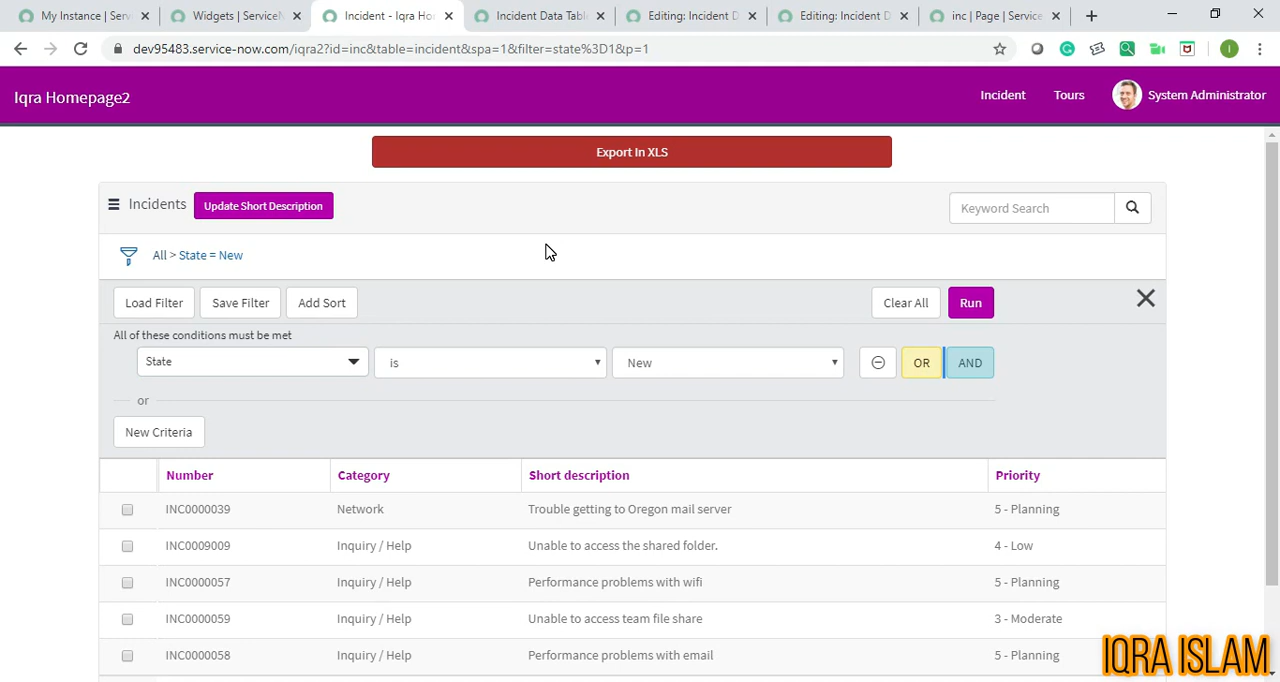 My Instance | Serv
Widgets | ServiceN
Incident - Iqra Ho
Incident Data Tabl
Editing: Incident D
Editing: Incident D
inc | Page | Service
dev95483.service-now.com/iqra2?id=inc&table=incident&spa=1&filter=state%3D1&p=1
I
Iqra Homepage2
Incident
Tours
System Administrator
Export In XLS
Incidents
Update Short Description
Keyword Search
All > State = New
Load Filter
Save Filter
Add Sort
Clear All
Run
All of these conditions must be met
State
is
New
OR
AND
or
New Criteria
Number Category Short description Priority
INC0000039 Network Trouble getting to Oregon mail server 5 - Planning
INC0009009 Inquiry / Help Unable to access the shared folder. 4 - Low
INC0000057 Inquiry / Help Performance problems with wifi 5 - Planning
INC0000059 Inquiry / Help Unable to access team file share 3 - Moderate
INC0000058 Inquiry / Help Performance problems with email 5 - Planning
IQRA ISLAM